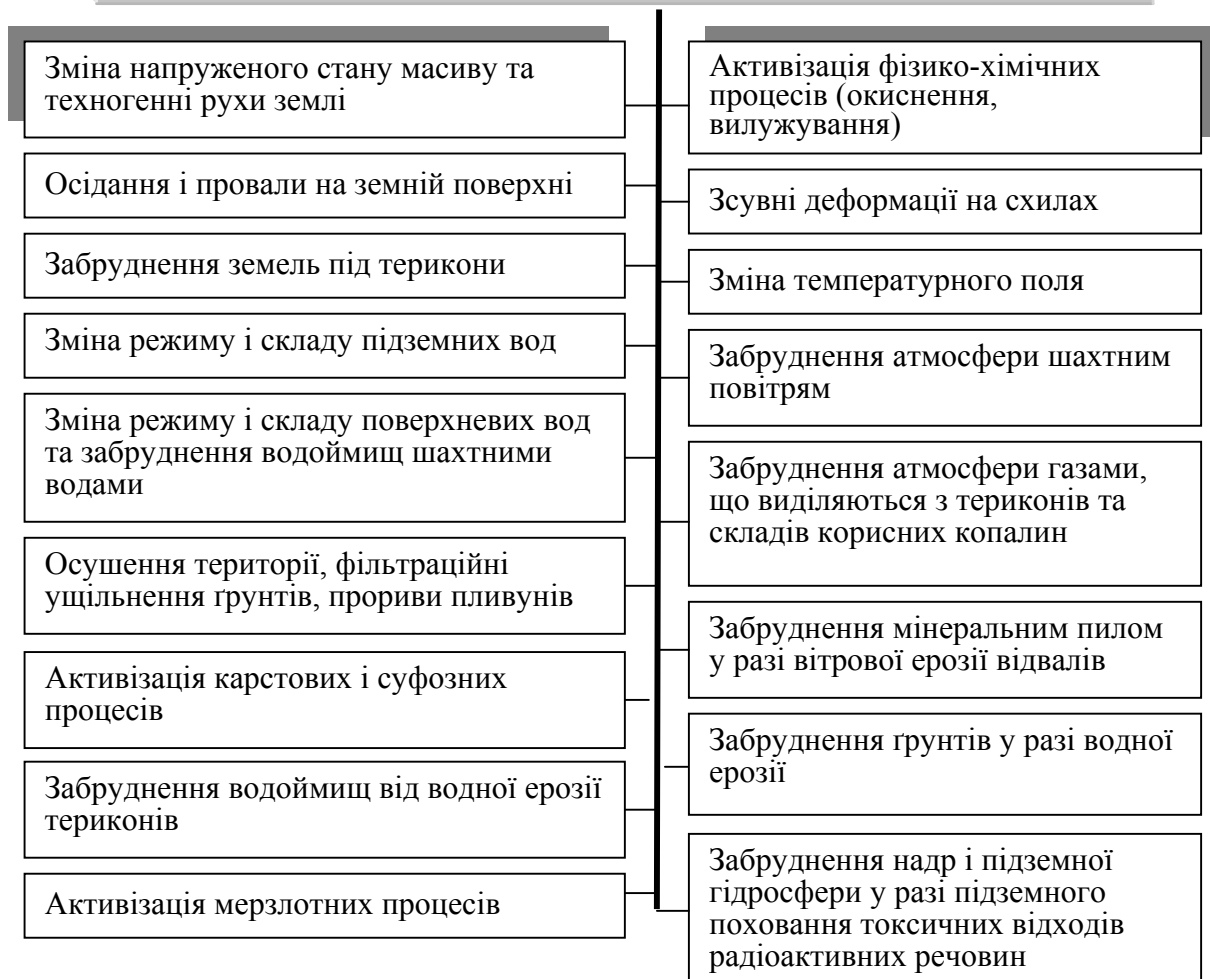 Зміна напруженого стану масиву та
техногенні рухи землі
Осідання і провали на земній поверхні
Забруднення земель під терикони
Зміна режиму і складу підземних вод
Зміна режиму і складу поверхневих вод
та забруднення водоймищ шахтними
водами
Осушення території, фільтраційні
ущільнення ґрунтів, прориви пливунів
Активізація карстових і суфозних
процесів
Забруднення водоймищ від водної ерозії
териконів
Активізація мерзлотних процесів
Активізація фізико-хімічних
процесів (окиснення,
вилужування)
Зсувні деформації на схилах
Зміна температурного поля
Забруднення атмосфери шахтним
повітрям
Забруднення атмосфери газами,
що виділяються з териконів та
складів корисних копалин
Забруднення мінеральним пилом
у разі вітрової ерозії відвалів
Забруднення ґрунтів у разі водної
ерозії
Забруднення надр і підземної
гідросфери у разі підземного
поховання токсичних відходів
радіоактивних речовин